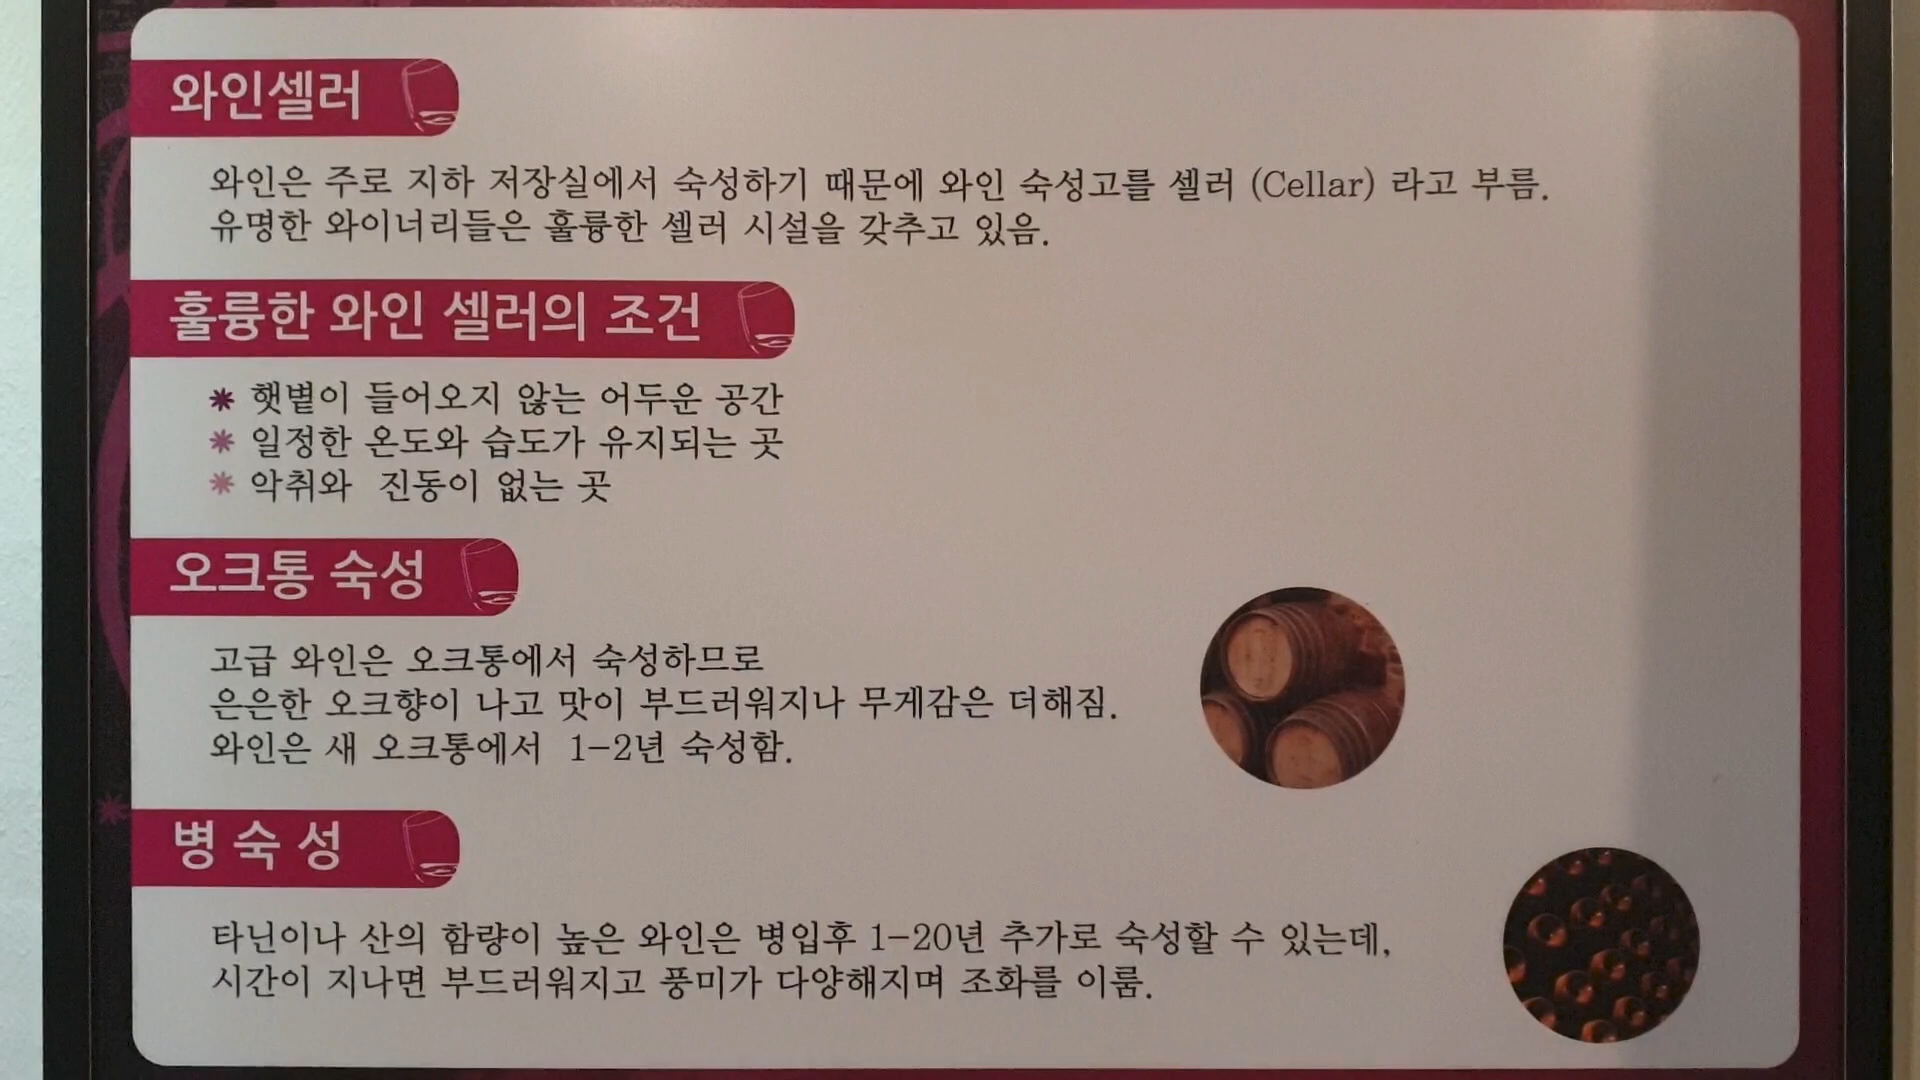 와인셀러
와인은 주로 지하 저장실에서 숙성하기 때문에 와인 숙성고를 셀러 (Cellar) 라고 부름.
유명한 와이너리들은 훌륭한 셀러 시설을 갖추고 있음.
훌륭한 와인 셀러의 조건
햇볕이 들어오지 않는 어두운 공간
일정한 온도와 습도가 유지되는 곳
악취와 진동이 없는 곳
오크통 숙성
고급 와인은 오크통에서 숙성하므로
은은한 오크향이 나고 맛이 부드러워지나 무게감은 더해짐.
와인은 새 오크통에서 1-2년 숙성함.
병 숙 성
타닌이나 산의 함량이 높은 와인은 병입후 1-20년 추가로 숙성할 수 있는데,
시간이 지나면 부드러워지고 풍미가 다양해지며 조화를 이룸.